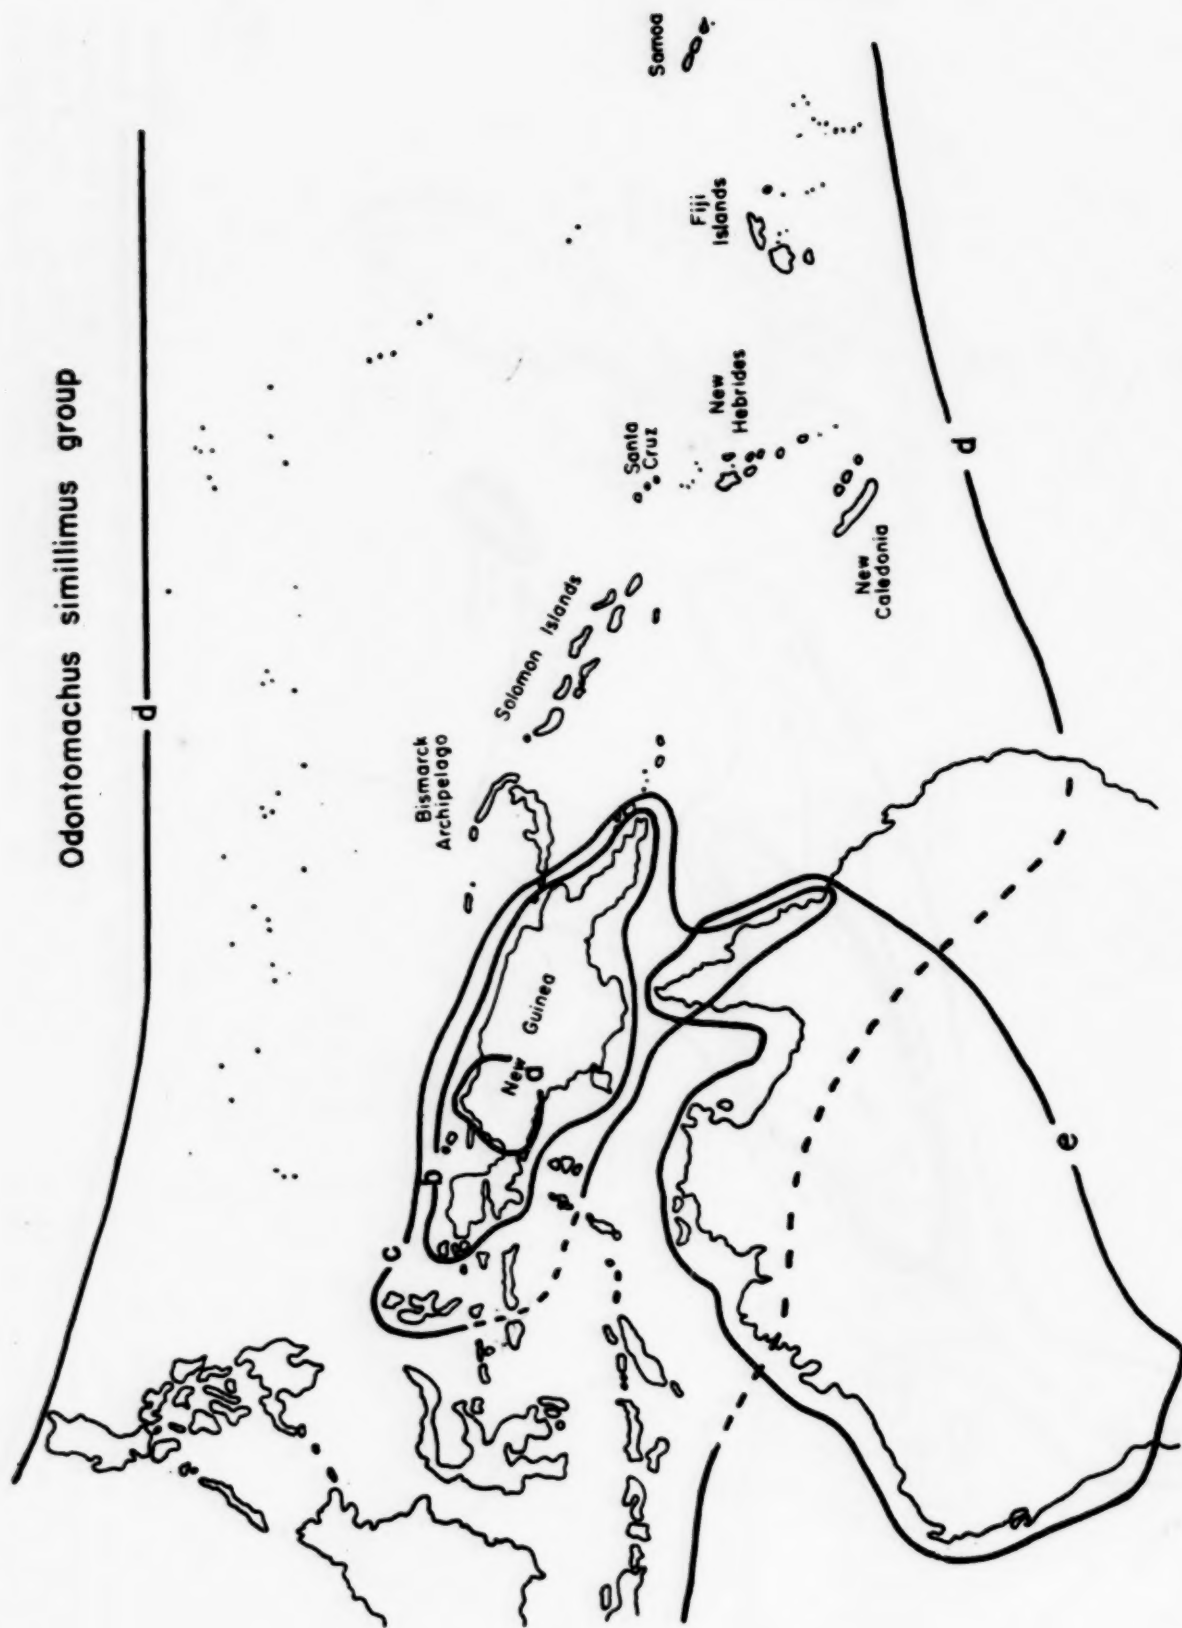 Odontomachus simillimus group
d
Samoa
Fiji
Islands
New
Hebrides
Santa
Cruz
Solomon Islands
Bismarck
Archipelago
New
Caledonia
d
New
Guinea
a
b
c
e